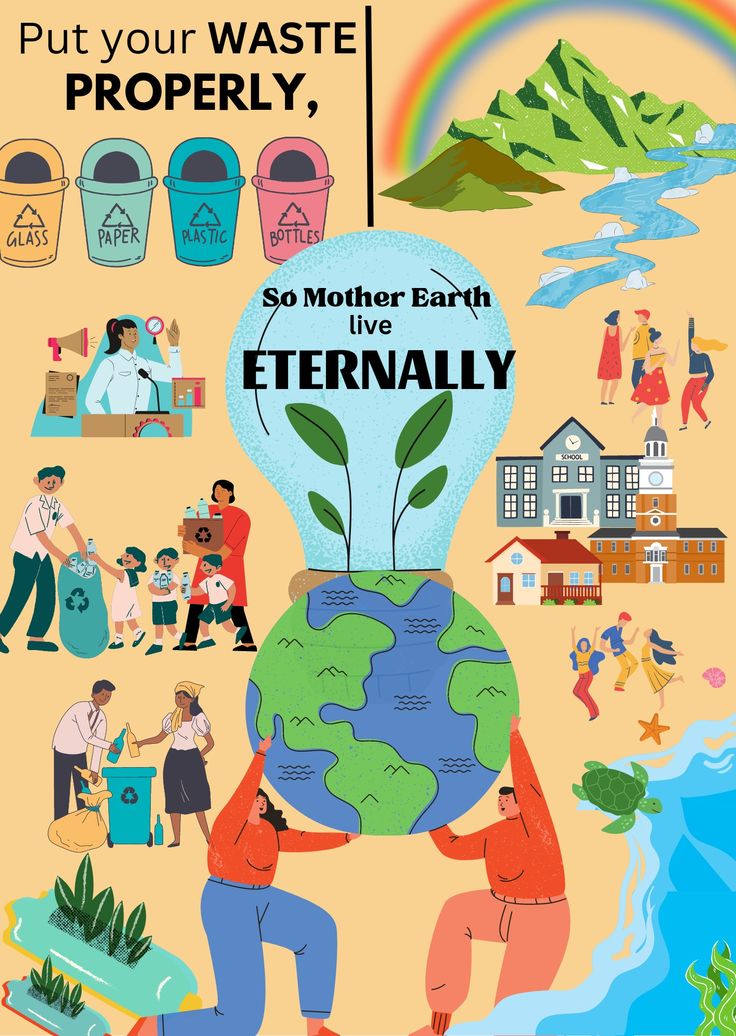 Put your WASTE
PROPERLY,
GLASS
PAPER
PLASTIC
BOTTLES
So Mother Earth
live
ETERNALLY
SCHOOL